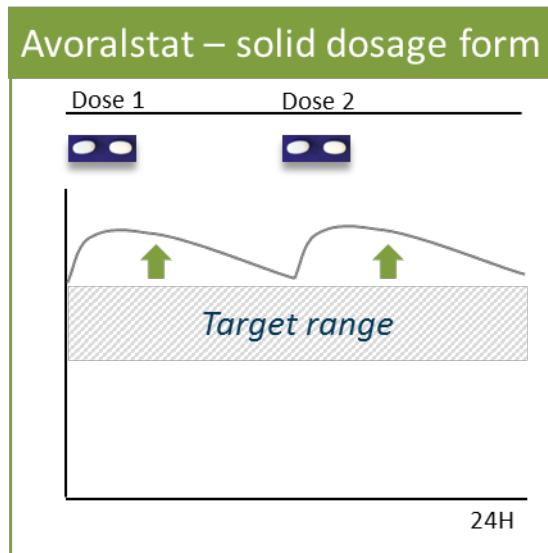 Avoralstat – solid dosage form
Dose 1 Dose 2
Target range
24H